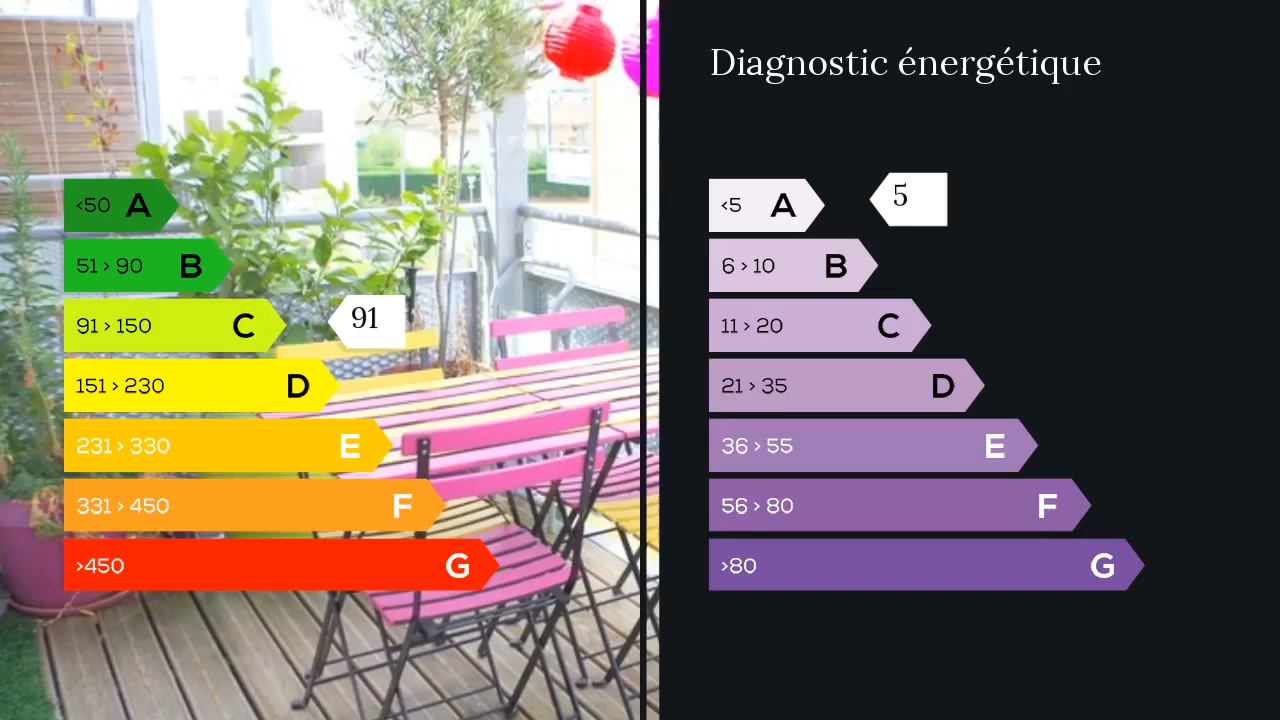 Diagnostic énergétique
<50 A
51 > 90 B
91 > 150 C
91
151 > 230 D
231 > 330 E
331 > 450 F
>450 G
<5 A
5
6 > 10 B
11 > 20 C
21 > 35 D
36 > 55 E
56 > 80 F
>80 G